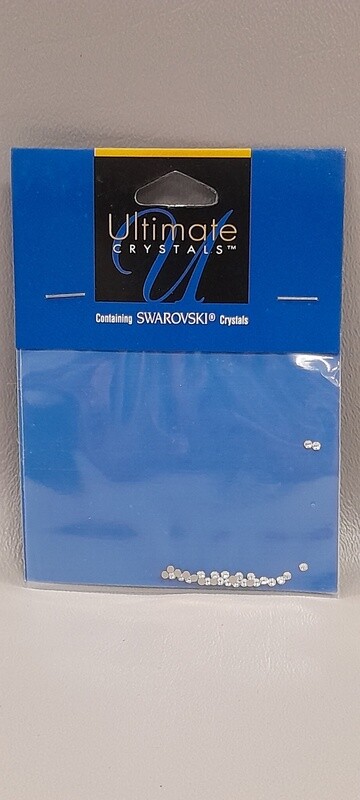 Ultimate
CRYSTALS™
U
Containing SWAROVSKI® Crystals